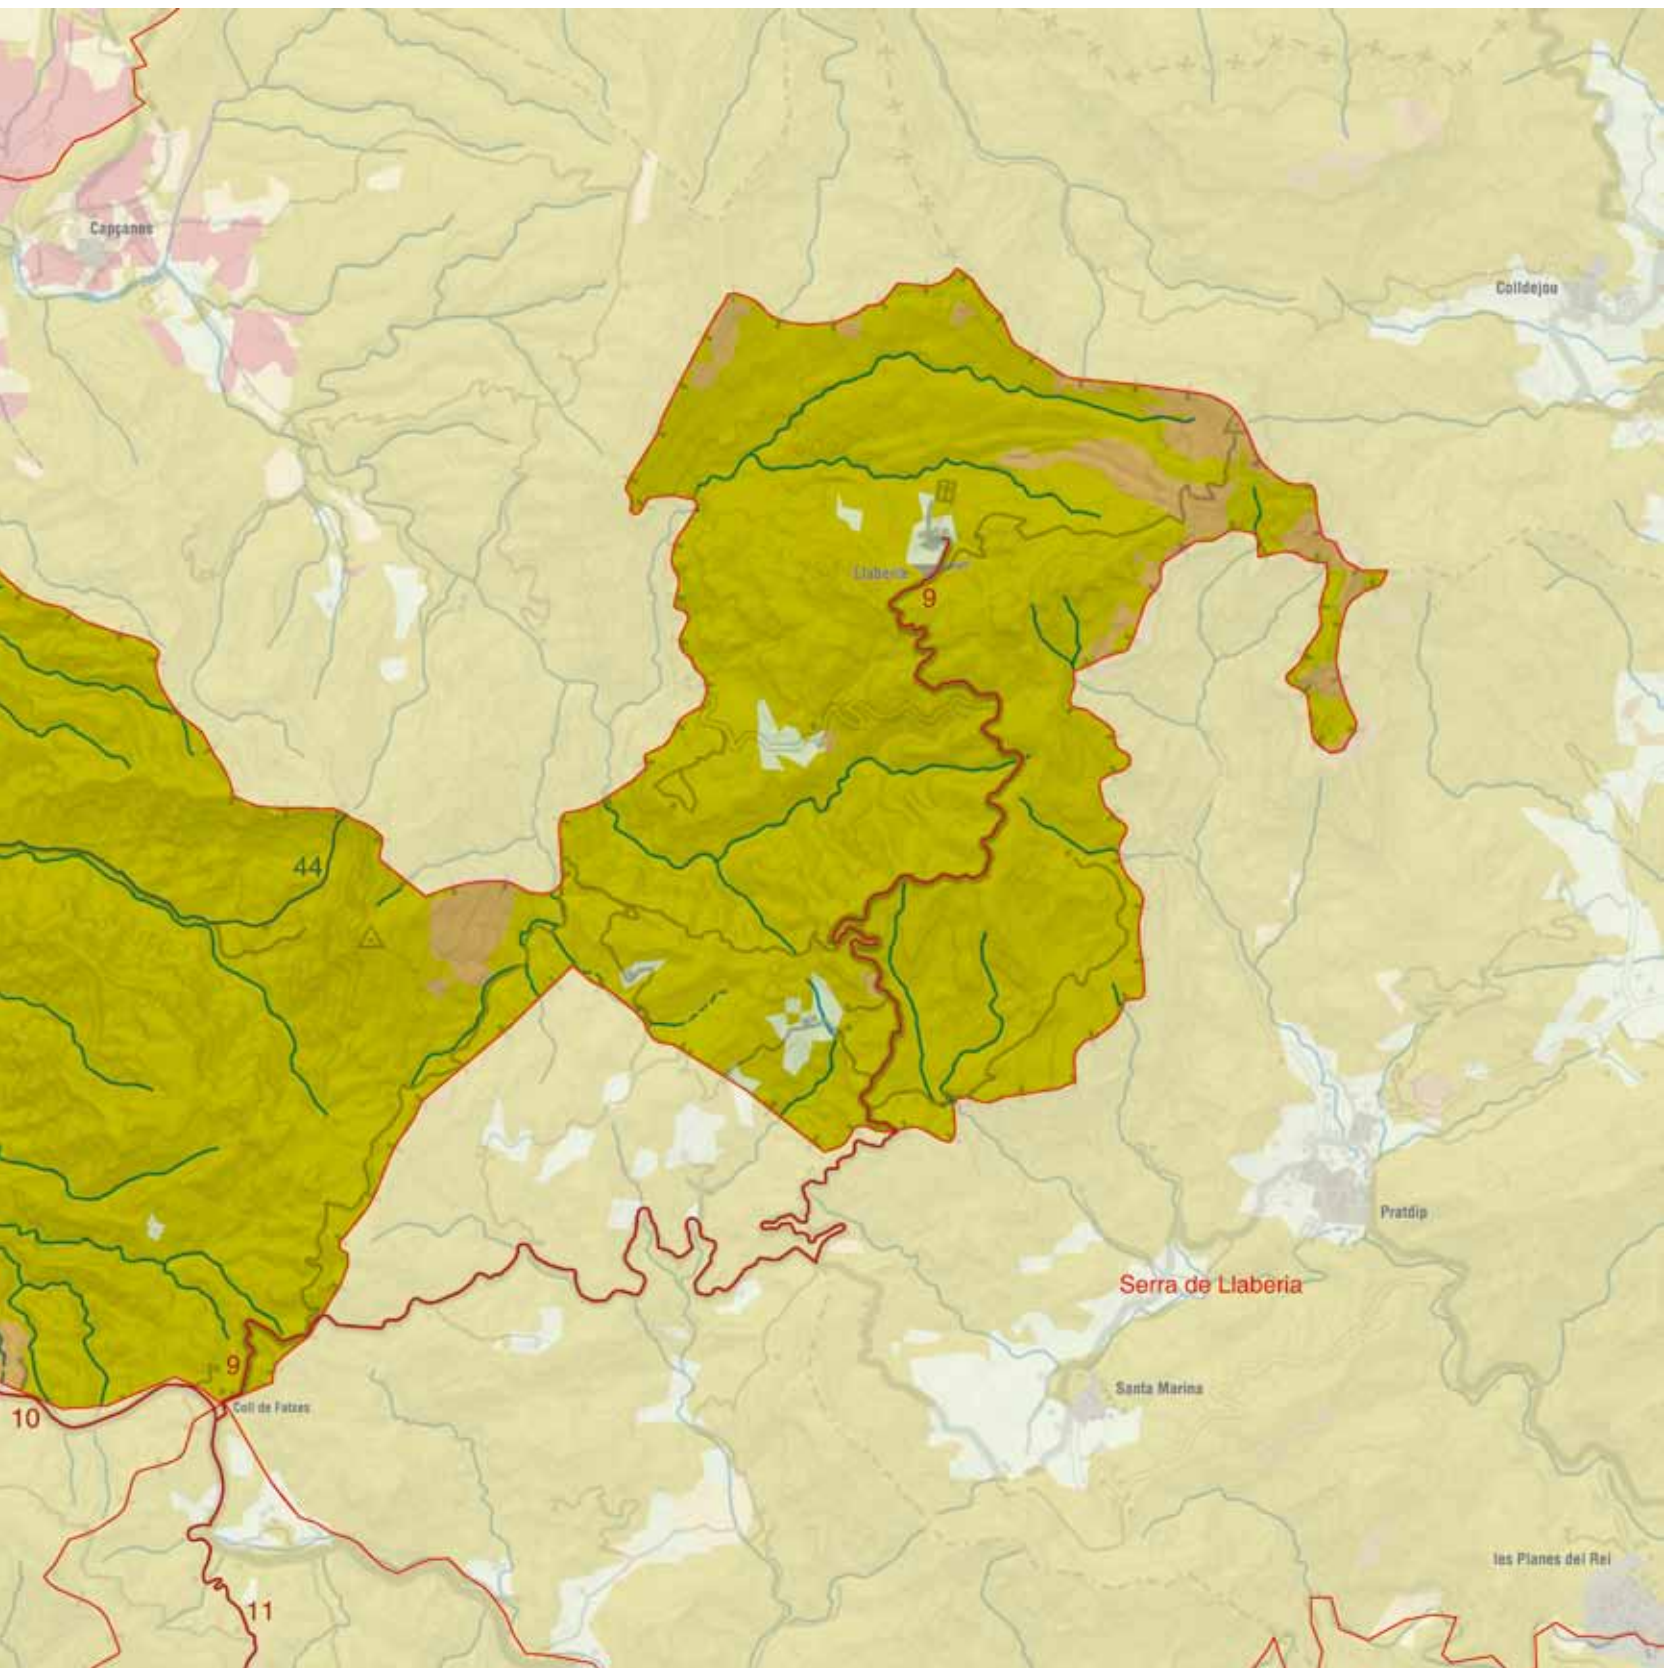 Capçanes
Colldejou
Llaberia
9
44
Pratdip
Serra de Llaberia
9
Santa Marina
Coll de Fatxes
10
les Planes del Rei
11